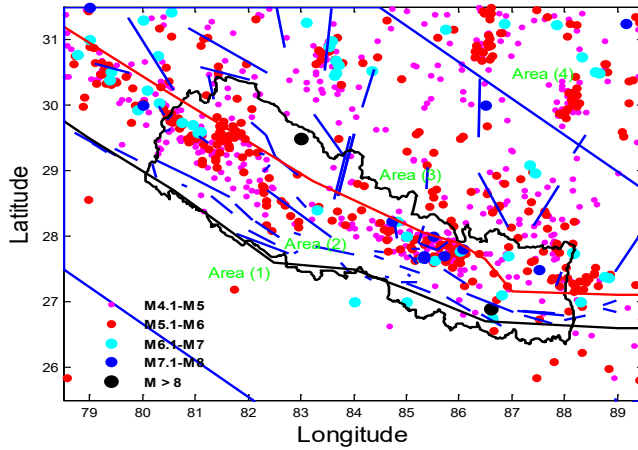 31
30
29
28
27
26
Latitude
Area (4)
Area (3)
Area (2)
Area (1)
M4.1-M5
M5.1-M6
M6.1-M7
M7.1-M8
M > 8
79 80 81 82 83 84 85 86 87 88 89
Longitude